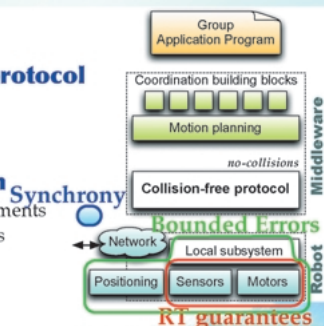 Group
Application Program
rotocol
Coordination building blocks
Motion planning
Middleware
no-collisions
Collision-free protocol
Synchrony
Bounded Errors
Network
Local subsystem
Positioning
Sensors
Motors
Robot
RT guarantees